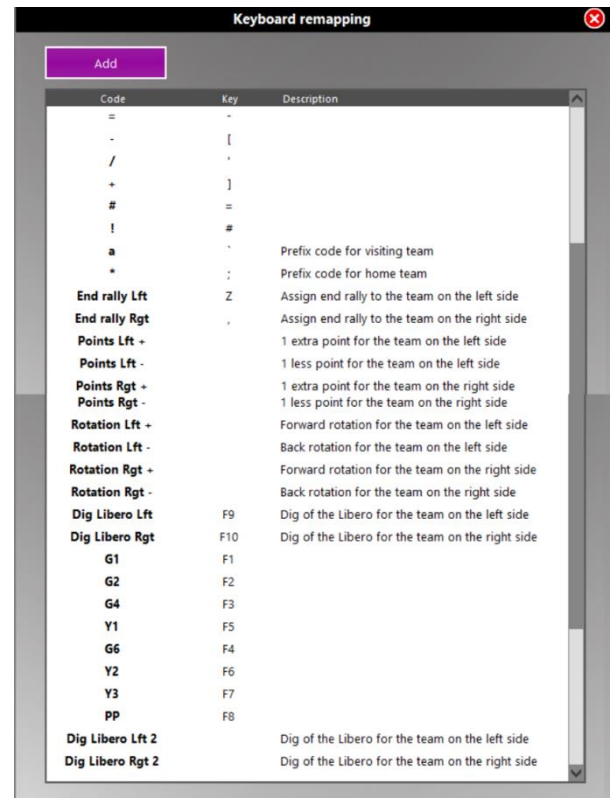 Keyboard remapping
Add
Code Key Description
= -
- [
/ '
+ ]
# =
! #
a ` Prefix code for visiting team
* ; Prefix code for home team
End rally Lft Z Assign end rally to the team on the left side
End rally Rgt , Assign end rally to the team on the right side
Points Lft + 1 extra point for the team on the left side
Points Lft - 1 less point for the team on the left side
Points Rgt + 1 extra point for the team on the right side
Points Rgt - 1 less point for the team on the right side
Rotation Lft + Forward rotation for the team on the left side
Rotation Lft - Back rotation for the team on the left side
Rotation Rgt + Forward rotation for the team on the right side
Rotation Rgt - Back rotation for the team on the right side
Dig Libero Lft F9 Dig of the Libero for the team on the left side
Dig Libero Rgt F10 Dig of the Libero for the team on the right side
G1 F1
G2 F2
G4 F3
Y1 F5
G6 F4
Y2 F6
Y3 F7
PP F8
Dig Libero Lft 2 Dig of the Libero for the team on the left side
Dig Libero Rgt 2 Dig of the Libero for the team on the right side